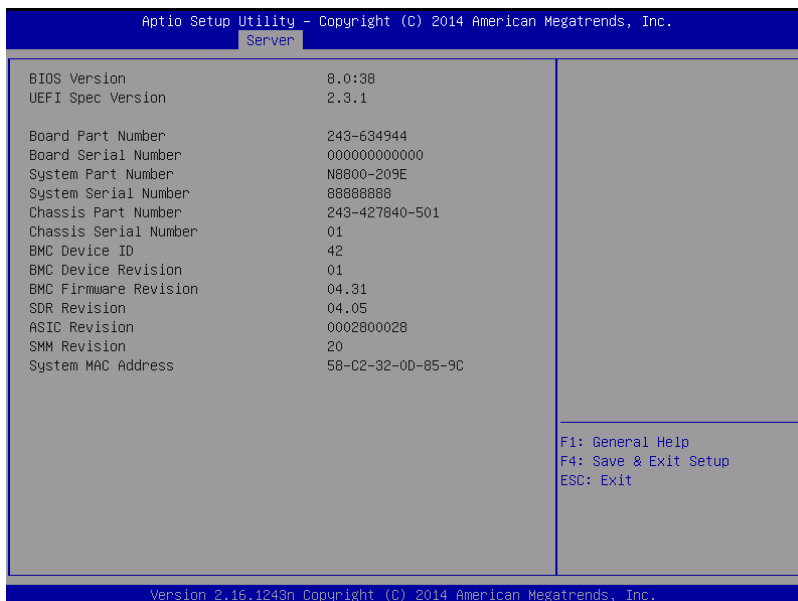 Aptio Setup Utility – Copyright (C) 2014 American Megatrends, Inc.
Server
BIOS Version 8.0:38
UEFI Spec Version 2.3.1
Board Part Number 243-634944
Board Serial Number 000000000000
System Part Number N8800-209E
System Serial Number 88888888
Chassis Part Number 243-427840-501
Chassis Serial Number 01
BMC Device ID 42
BMC Device Revision 01
BMC Firmware Revision 04.31
SDR Revision 04.05
ASIC Revision 0002800028
SMM Revision 20
System MAC Address 58-C2-32-0D-85-9C
F1: General Help
F4: Save & Exit Setup
ESC: Exit
Version 2.16.1243n Copyright (C) 2014 American Megatrends, Inc.